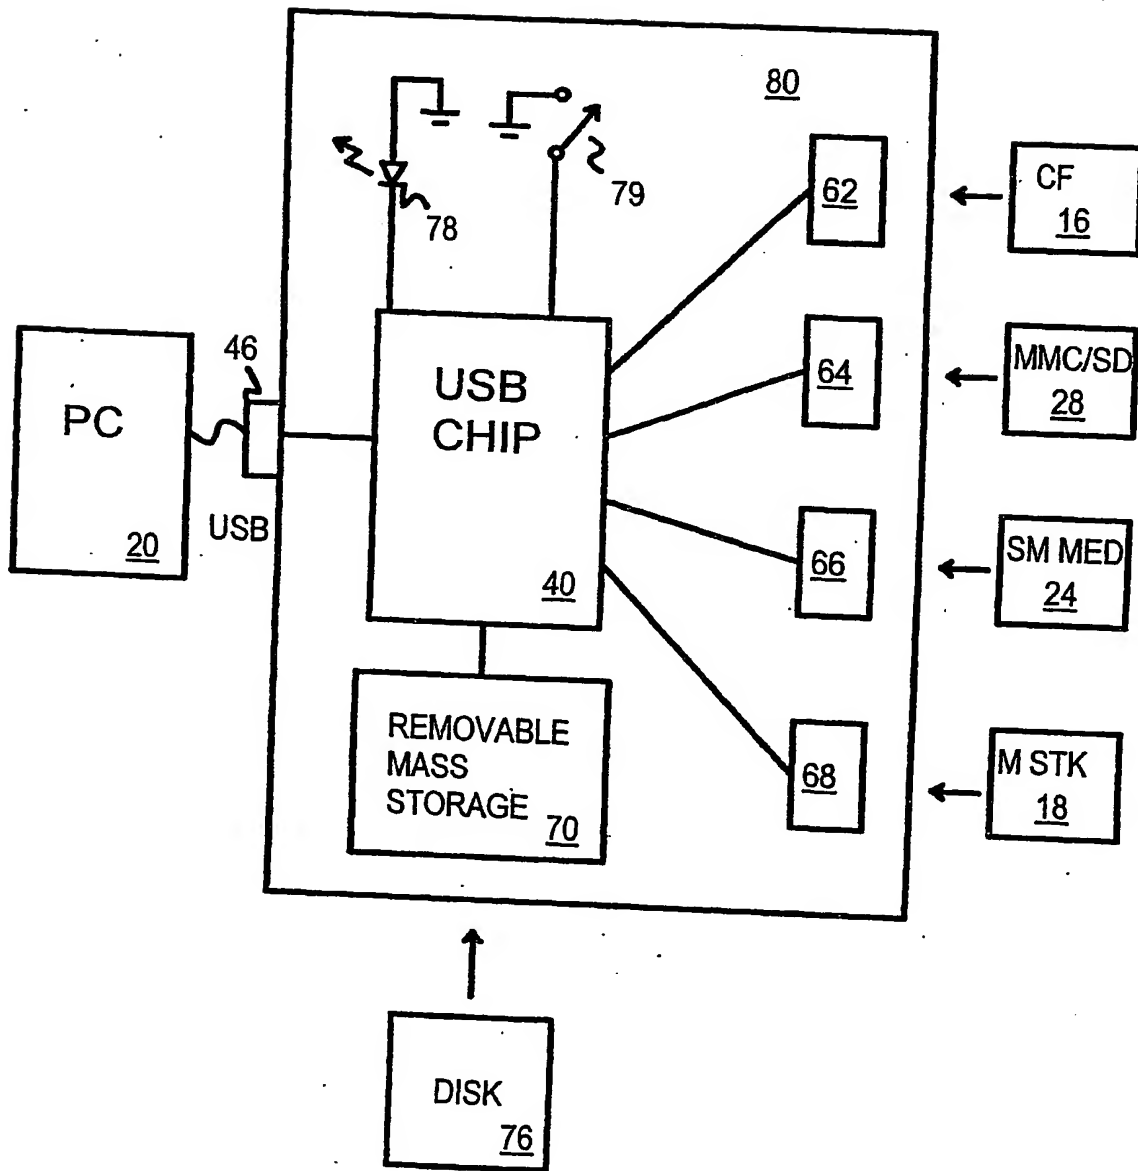 80
78
79
62
CF
16
46
64
MMC/SD
28
PC
20
USB
USB
CHIP
40
66
SM MED
24
REMOVABLE
MASS
STORAGE
70
68
M STK
18
DISK
76